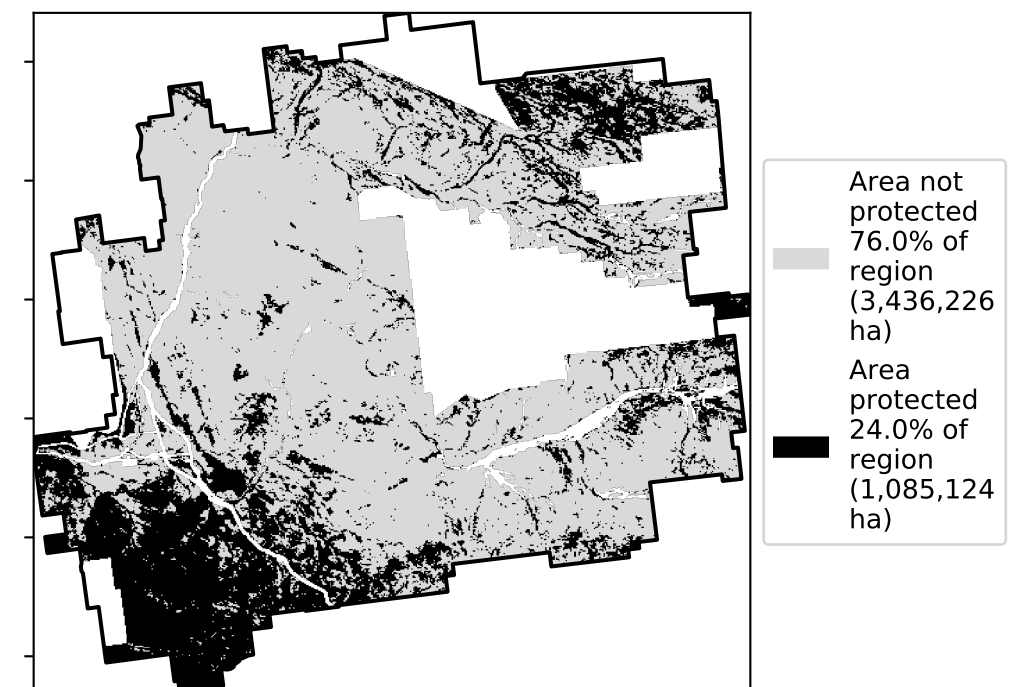 Area not
protected
76.0% of
region
(3,436,226
ha)
Area
protected
24.0% of
region
(1,085,124
ha)